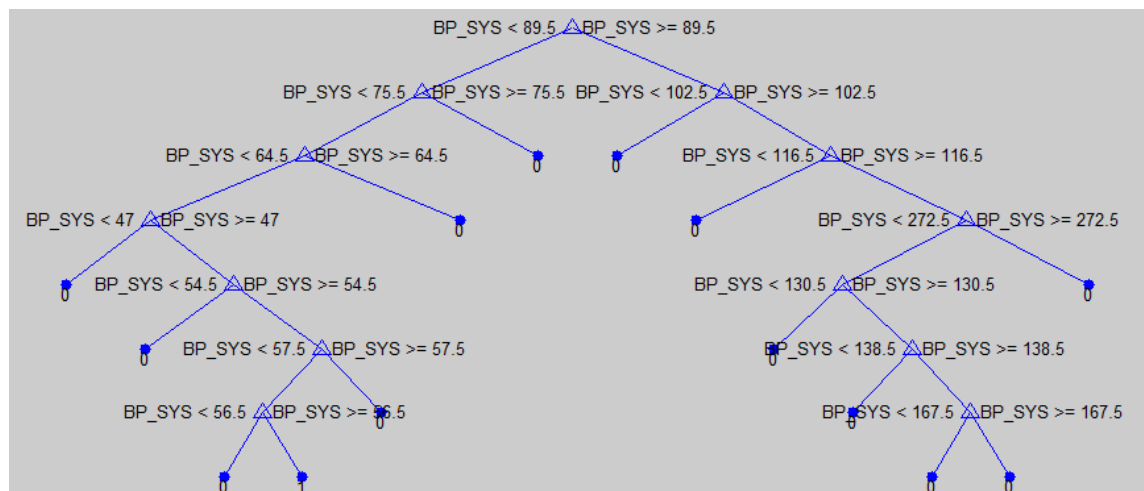 BP_SYS < 89.5 BP_SYS >= 89.5
BP_SYS < 75.5 BP_SYS >= 75.5 BP_SYS < 102.5 BP_SYS >= 102.5
BP_SYS < 64.5 BP_SYS >= 64.5 0 0 BP_SYS < 116.5 BP_SYS >= 116.5
BP_SYS < 47 BP_SYS >= 47 0 0 BP_SYS < 272.5 BP_SYS >= 272.5
0 BP_SYS < 54.5 BP_SYS >= 54.5 BP_SYS < 130.5 BP_SYS >= 130.5 0
0 BP_SYS < 57.5 BP_SYS >= 57.5 0 BP_SYS < 138.5 BP_SYS >= 138.5
BP_SYS < 56.5 BP_SYS >= 56.5 0 0 BP_SYS < 167.5 BP_SYS >= 167.5
0 1 0 0